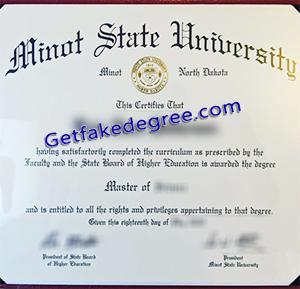 Minot State University
Minot North Dakota
This Certifies That
Getfakedegree.com
having satisfactorily completed the curriculum as prescribed by the
Faculty and the State Board of Higher Education is awarded the degree
Master of
and is entitled to all the rights and privileges appertaining to that degree.
Given this eighteenth day of
President of State Board
of Higher Education
President
Minot State University